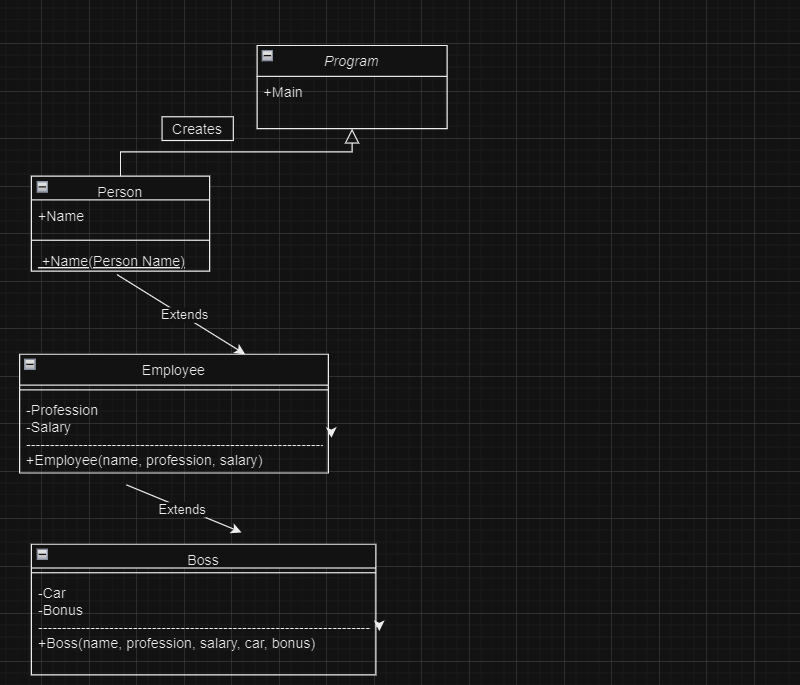 Program
+Main
Creates
Person
+Name
+Name(Person Name)
Extends
Employee
-Profession
-Salary
+Employee(name, profession, salary)
Extends
Boss
-Car
-Bonus
+Boss(name, profession, salary, car, bonus)